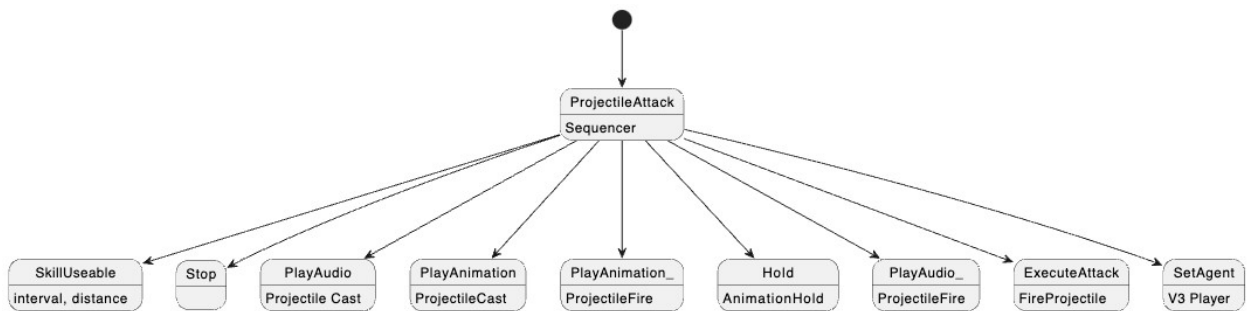 ProjectileAttack
Sequencer
SkillUseable
interval, distance
Stop
PlayAudio
Projectile Cast
PlayAnimation
ProjectileCast
PlayAnimation_
ProjectileFire
Hold
AnimationHold
PlayAudio_
ProjectileFire
ExecuteAttack
FireProjectile
SetAgent
V3 Player